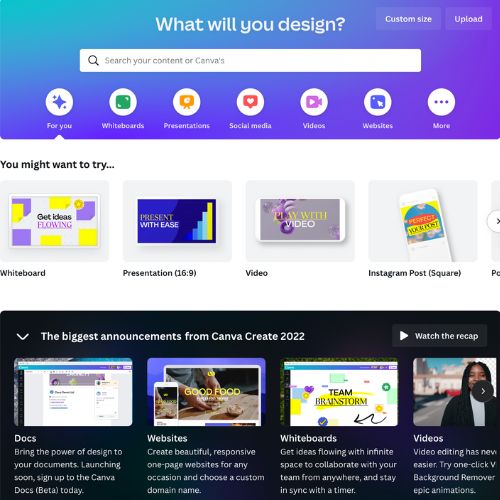 What will you design?
Custom size
Upload
Search your content or Canva's
For you
Whiteboards
Presentations
Social media
Videos
Websites
More
You might want to try...
Get ideas
FLOWING
PRESENT
WITH EASE
PLAY WITH
VIDEO
PERFECT
YOUR POST
Whiteboard
Presentation (16:9)
Video
Instagram Post (Square)
The biggest announcements from Canva Create 2022
Watch the recap
GOOD FOOD
TEAM
BRAINSTORM
Docs
Bring the power of design to
your documents. Launching
soon, sign up to the Canva
Docs (Beta) today.
Websites
Create beautiful, responsive
one-page websites for any
occasion and choose a custom
domain name.
Whiteboards
Get ideas flowing with infinite
space to collaborate with your
team from anywhere, and stay
in sync with a timer.
Videos
Video editing has nev
easier. Try one-click V
Background Remover
epic animations.